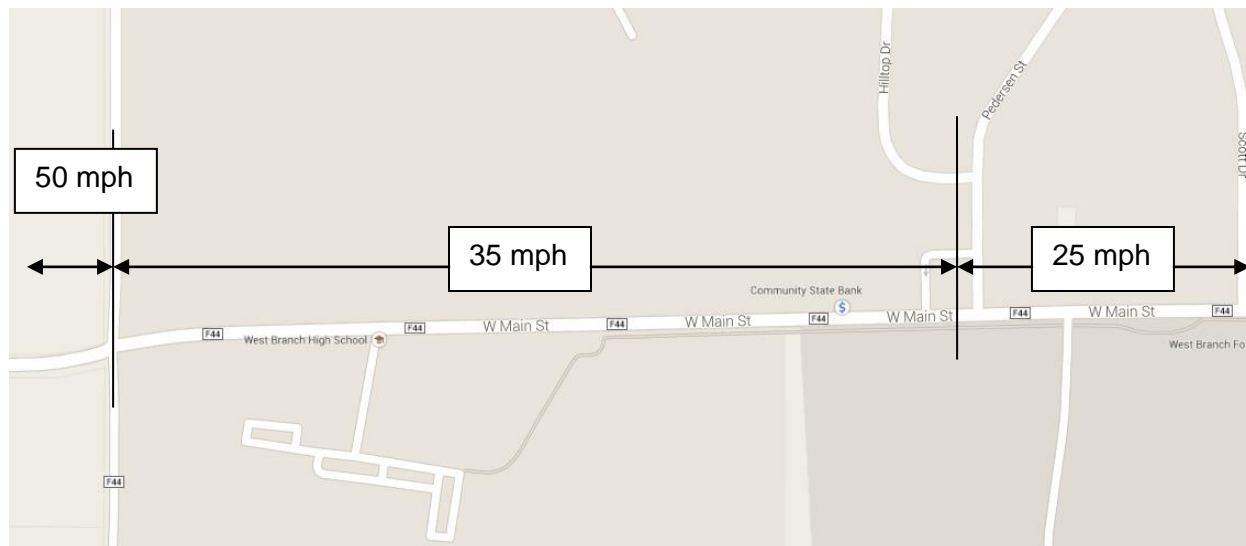 Hilltop Dr
Pedersen St
Scott Dr
50 mph
35 mph
25 mph
Community State Bank
$
F44
West Branch High School
F44
W Main St
F44
W Main St
F44
W Main St
F44
W Main St
F44
West Branch Fo
F44